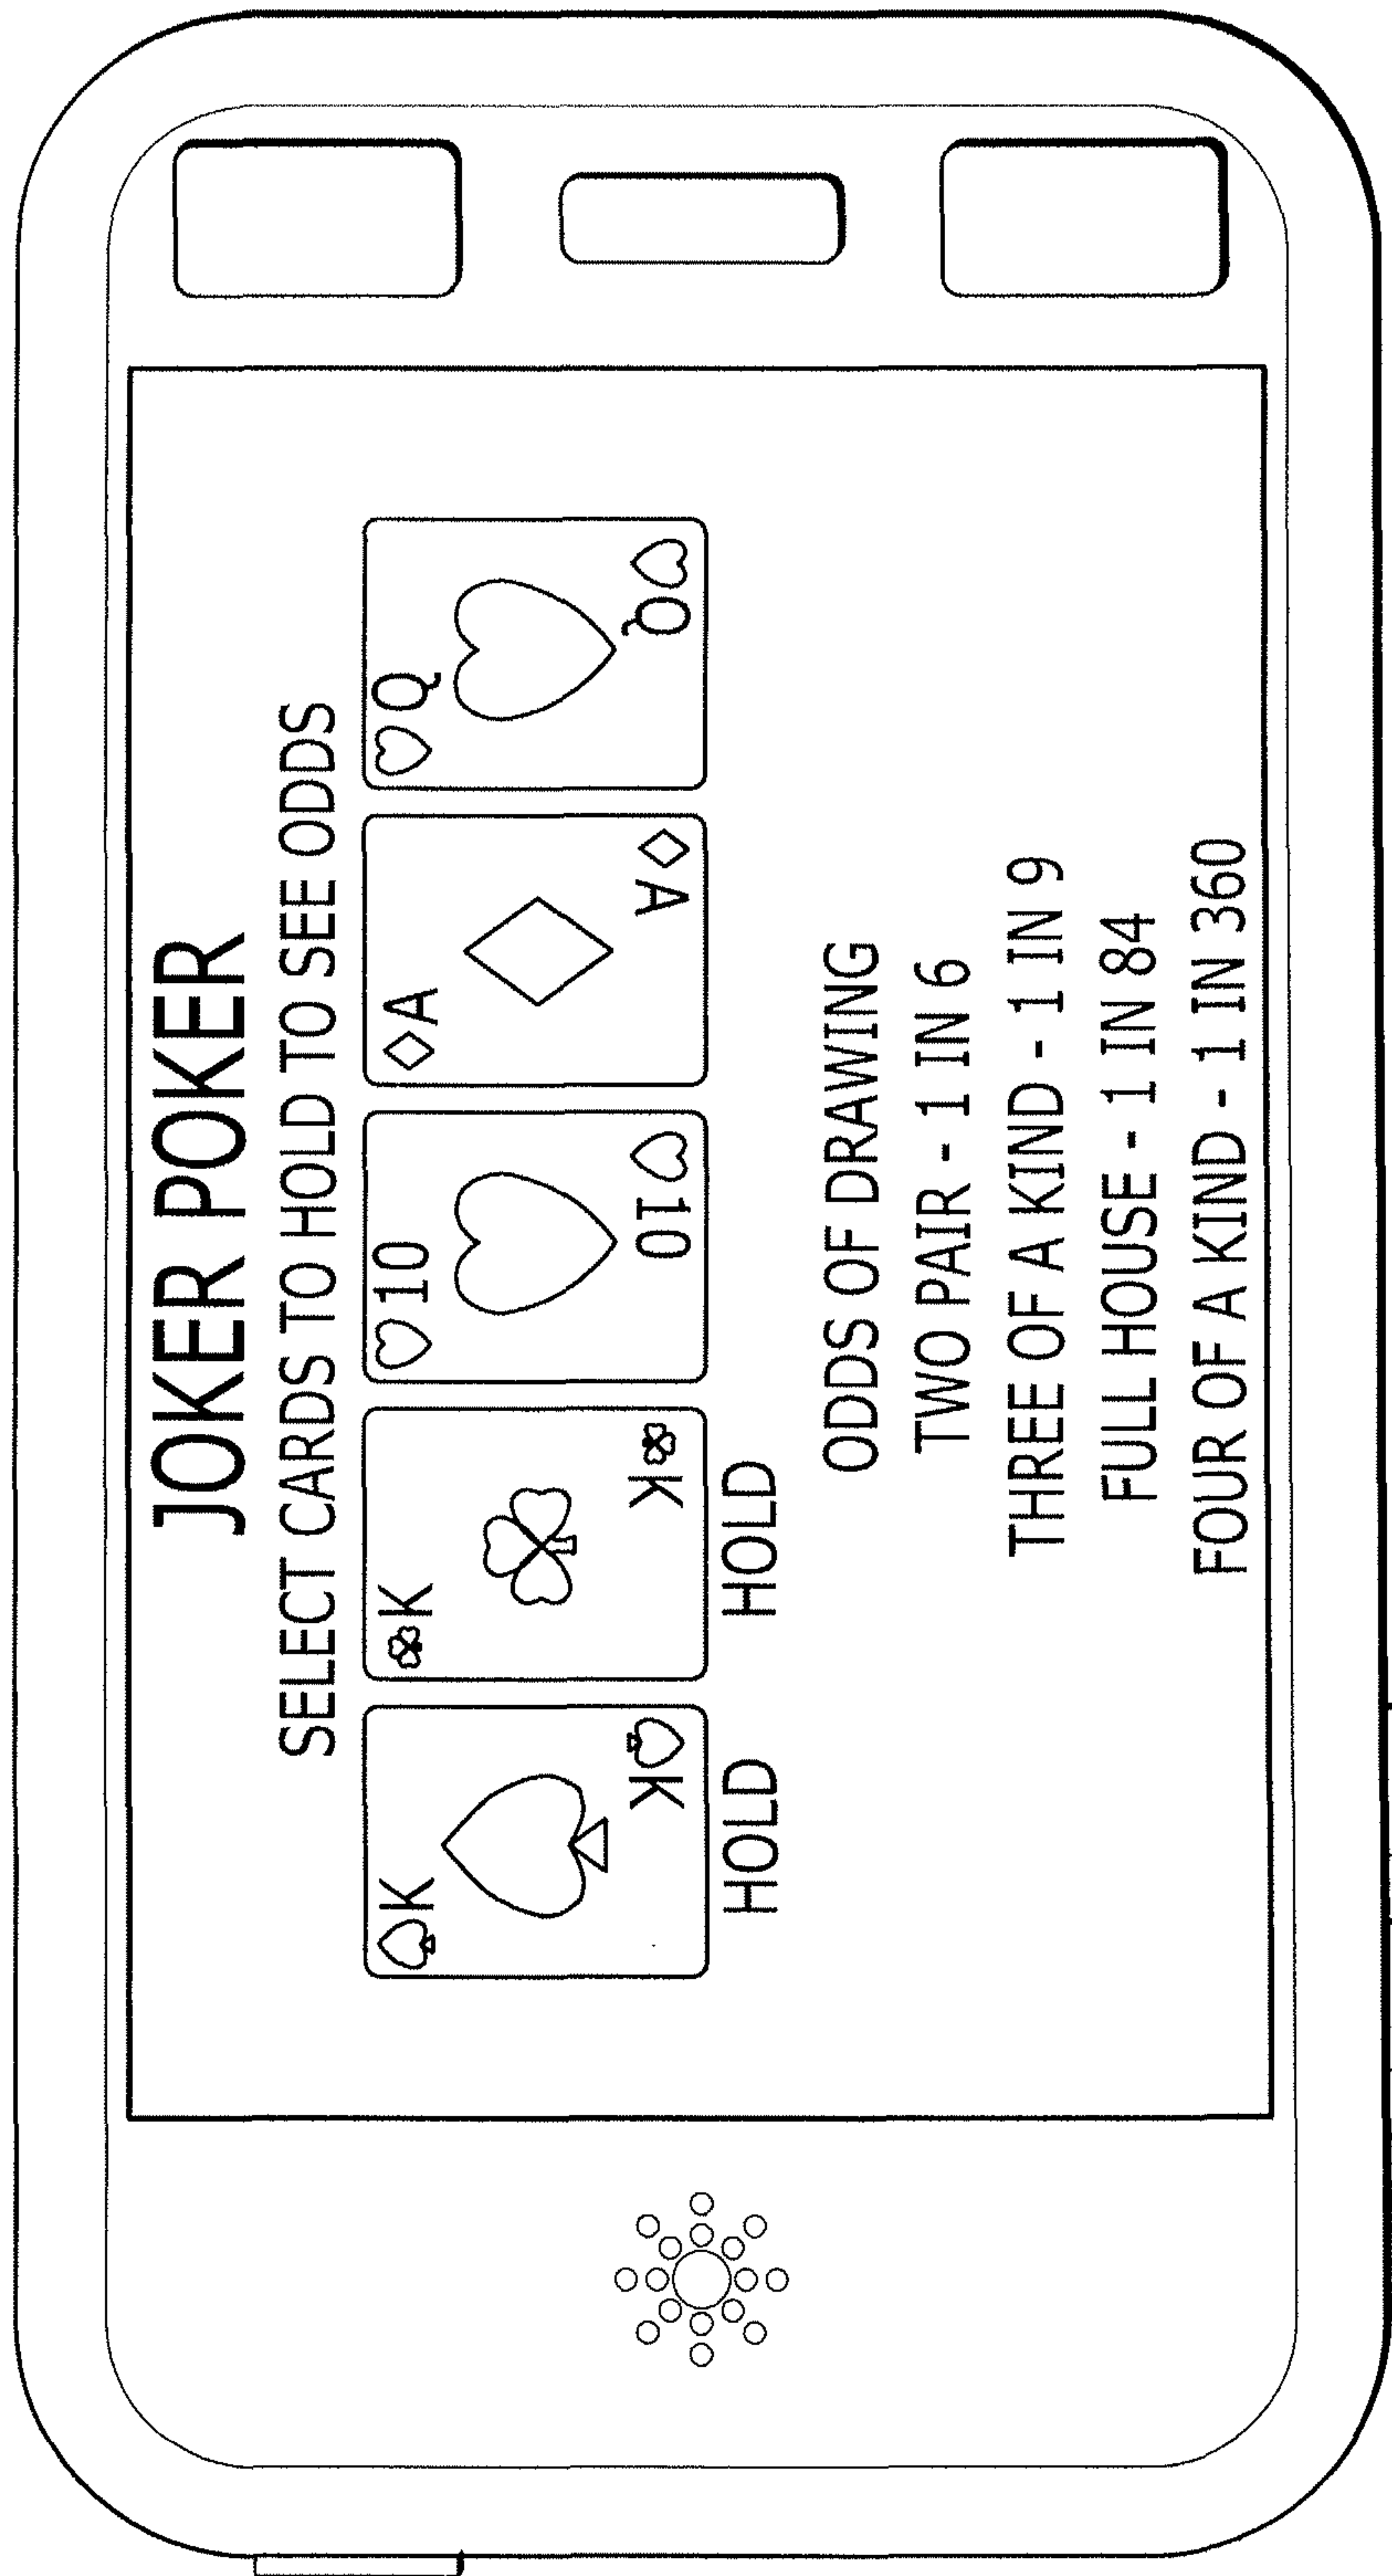 JOKER POKER
SELECT CARDS TO HOLD TO SEE ODDS
K K 10 A Q
K K 10 A Q
HOLD HOLD
ODDS OF DRAWING
TWO PAIR - 1 IN 6
THREE OF A KIND - 1 IN 9
FULL HOUSE - 1 IN 84
FOUR OF A KIND - 1 IN 360